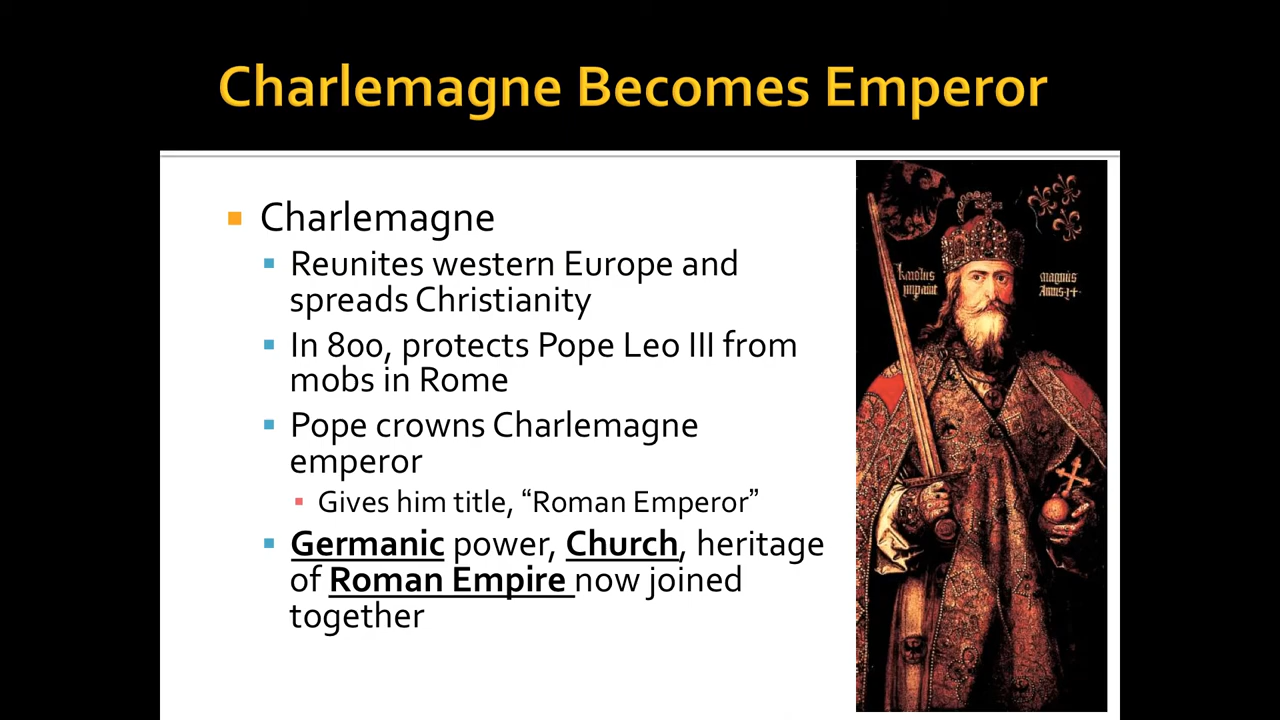 Charlemagne Becomes Emperor
Charlemagne
Reunites western Europe and
spreads Christianity
In 800, protects Pope Leo III from
mobs in Rome
Pope crowns Charlemagne
emperor
Gives him title, “Roman Emperor”
Germanic power, Church, heritage
of Roman Empire now joined
together
karolus
magnus